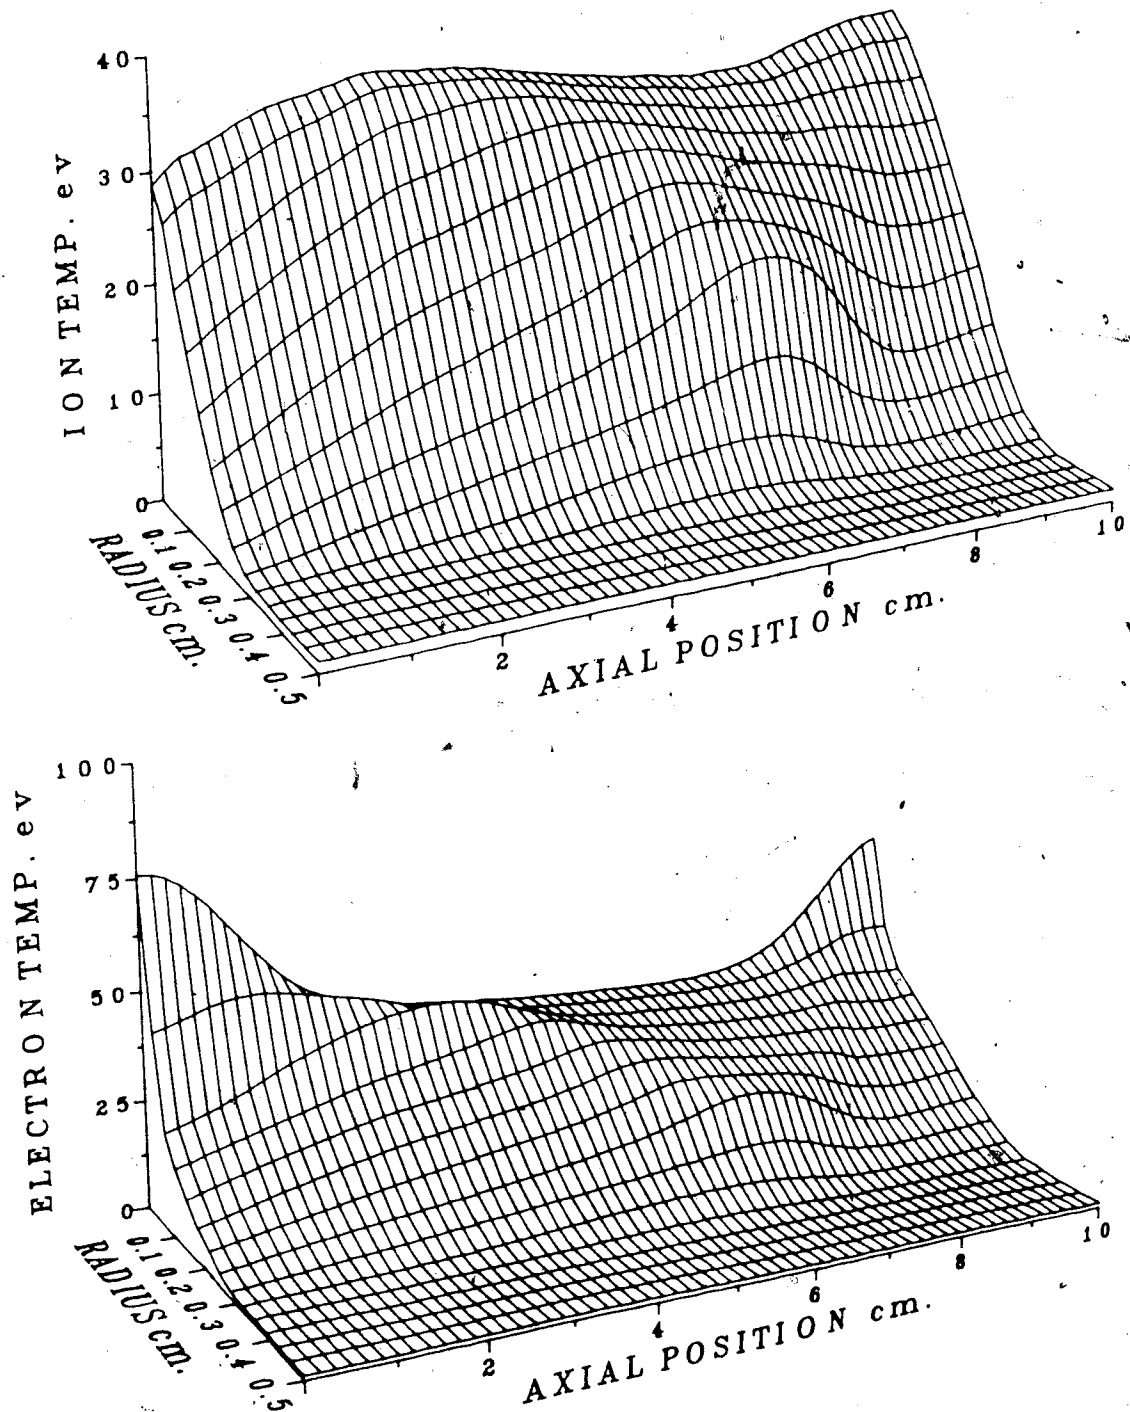 40
30
20
10
0
ION TEMP. ev
0.1 0.2 0.3 0.4 0.5
RADIUS cm.
2 4 6 8 10
AXIAL POSITION cm.
100
75
50
25
0
ELECTRON TEMP. ev
0.1 0.2 0.3 0.4 0.5
RADIUS cm.
2 4 6 8 10
AXIAL POSITION cm.